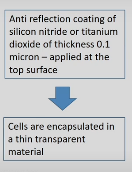 Anti reflection coating of
silicon nitride or titanium
dioxide of thickness 0.1
micron – applied at the
top surface
Cells are encapsulated in
a thin transparent
material